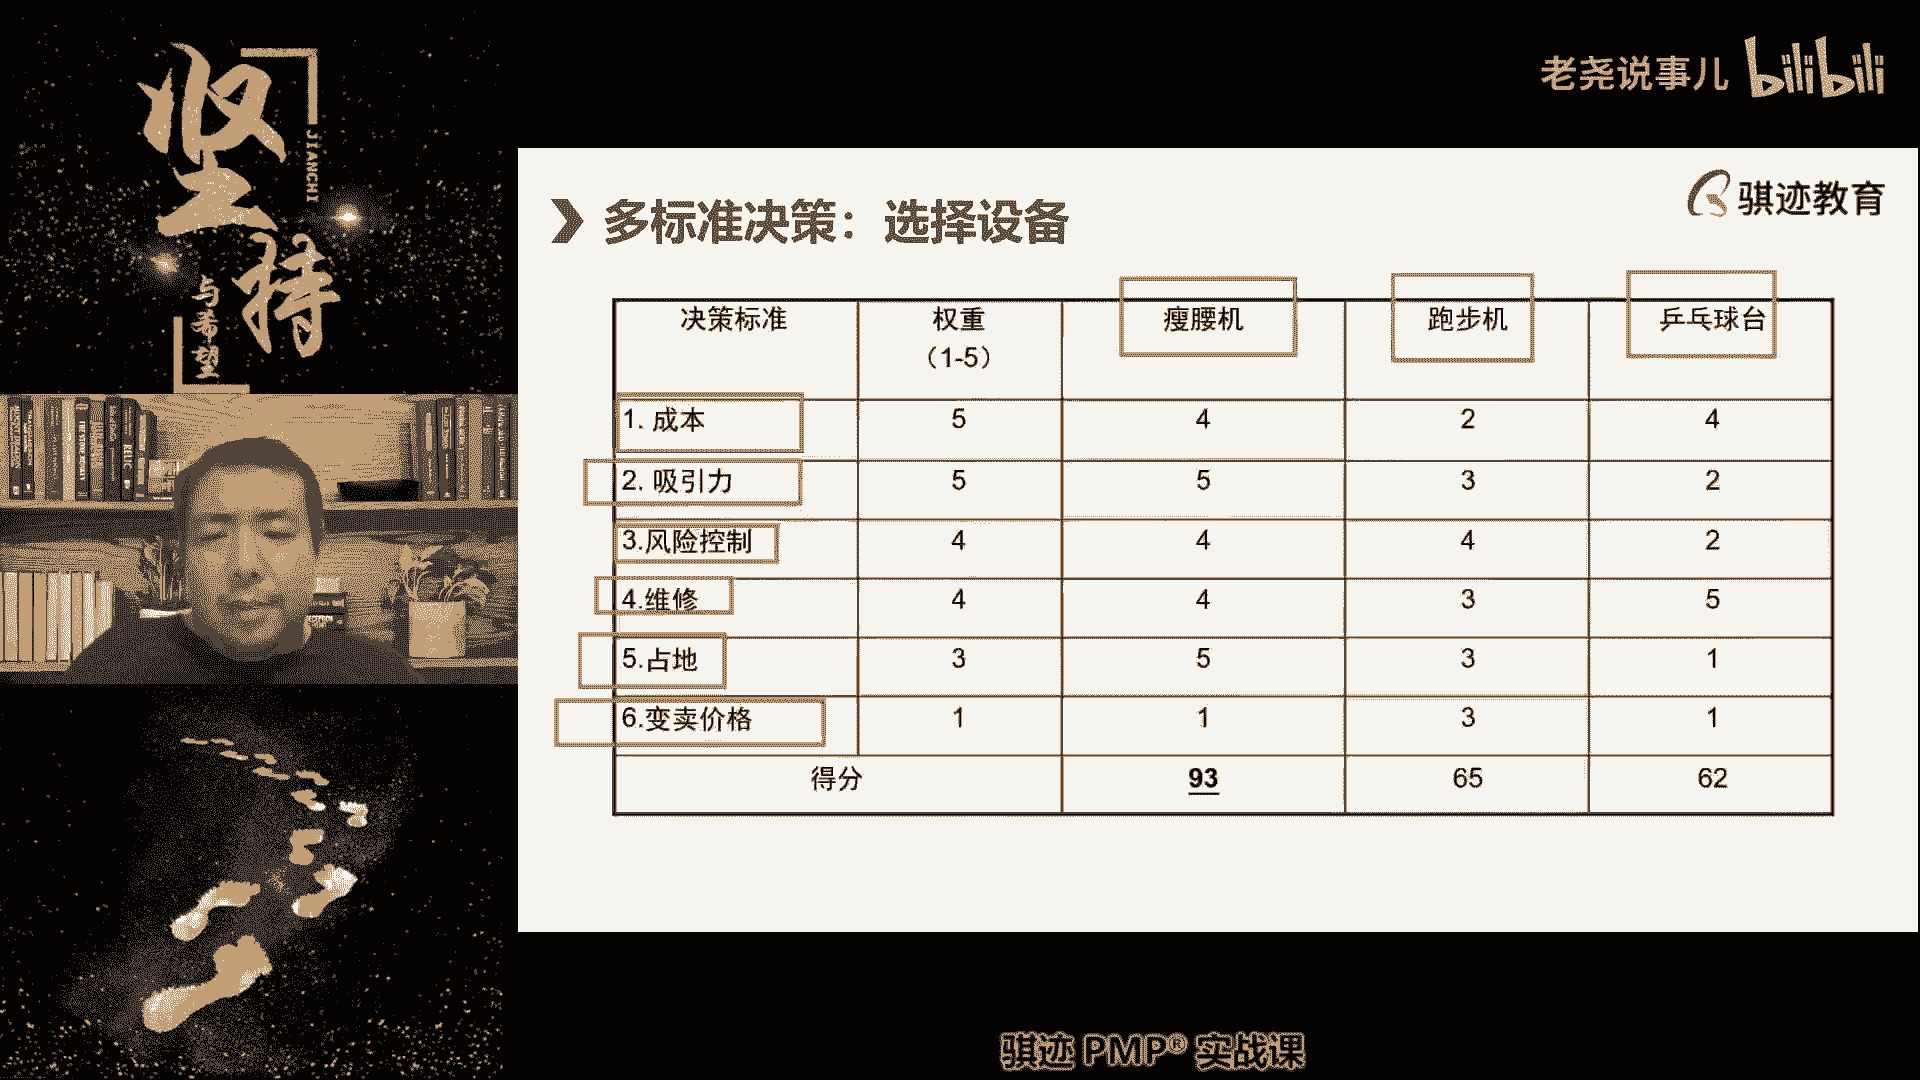 坚
持
JIANCHI
与希望
老尧说事儿 bilibili
骐迹教育
多标准决策：选择设备
决策标准 权重 瘦腰机 跑步机 乒乓球台
（1-5）
1. 成本 5 4 2 4
2. 吸引力 5 5 3 2
3.风险控制 4 4 4 2
4.维修 4 4 3 5
5.占地 3 5 3 1
6.变卖价格 1 1 3 1
得分 93 65 62
RELIC
骐迹 PMP® 实战课